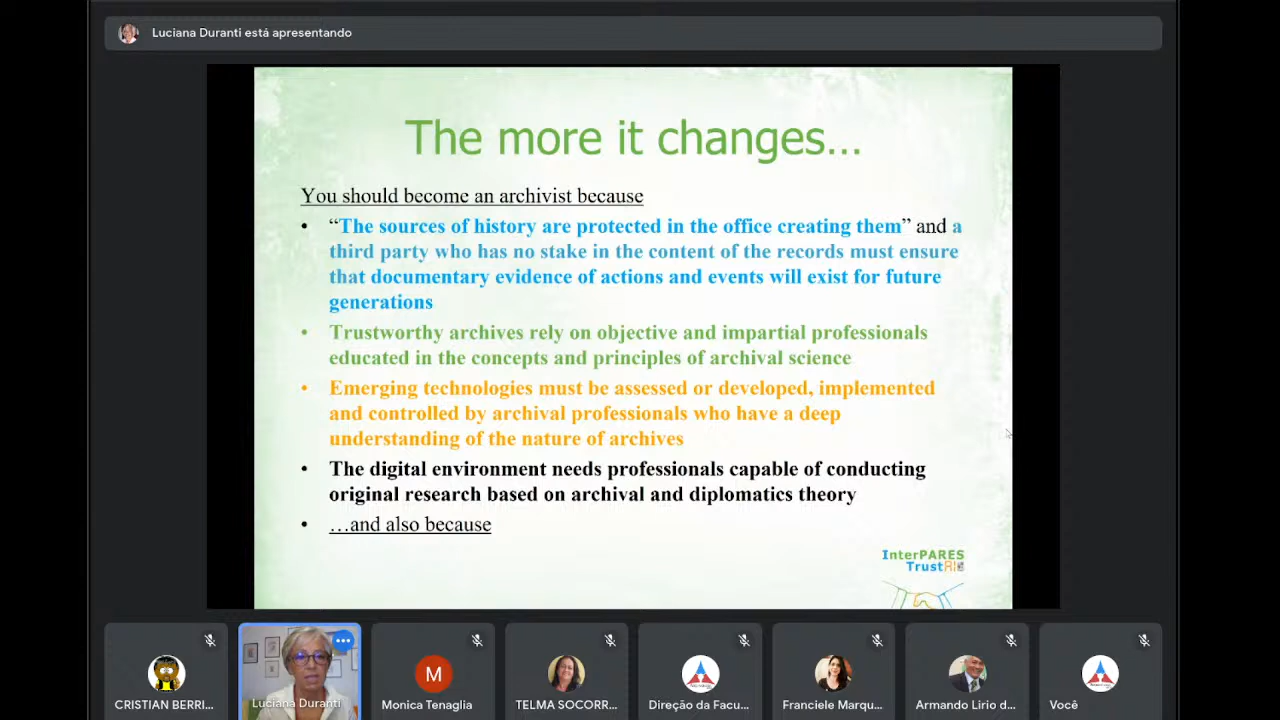 Luciana Duranti está apresentando
The more it changes...
You should become an archivist because
• “The sources of history are protected in the office creating them” and a
third party who has no stake in the content of the records must ensure
that documentary evidence of actions and events will exist for future
generations
• Trustworthy archives rely on objective and impartial professionals
educated in the concepts and principles of archival science
• Emerging technologies must be assessed or developed, implemented
and controlled by archival professionals who have a deep
understanding of the nature of archives
• The digital environment needs professionals capable of conducting
original research based on archival and diplomatics theory
• …and also because
InterPARES
TrustAI
M
CRISTIAN BERRI...
Luciana Duranti
Monica Tenaglia
TELMA SOCORR...
Direção da Facu...
Franciele Marqu...
Armando Lirio d...
Você